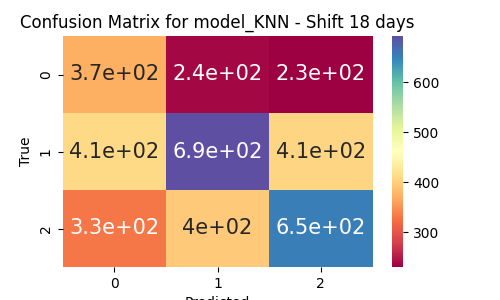 Confusion Matrix for model_KNN - Shift 18 days
0 3.7e+02 2.4e+02 2.3e+02
1 4.1e+02 6.9e+02 4.1e+02
2 3.3e+02 4e+02 6.5e+02
True
0 1 2
Predicted
600
500
400
300